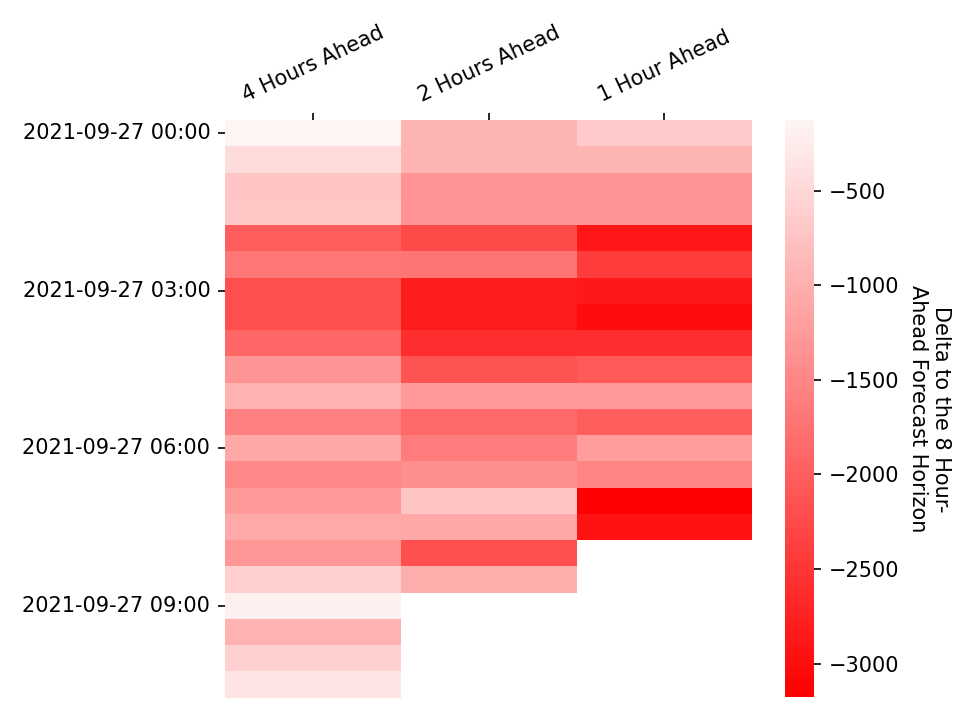 4 Hours Ahead
2 Hours Ahead
1 Hour Ahead
2021-09-27 00:00
2021-09-27 03:00
2021-09-27 06:00
2021-09-27 09:00
−500
−1000
−1500
−2000
−2500
−3000
Delta to the 8 Hour-
Ahead Forecast Horizon